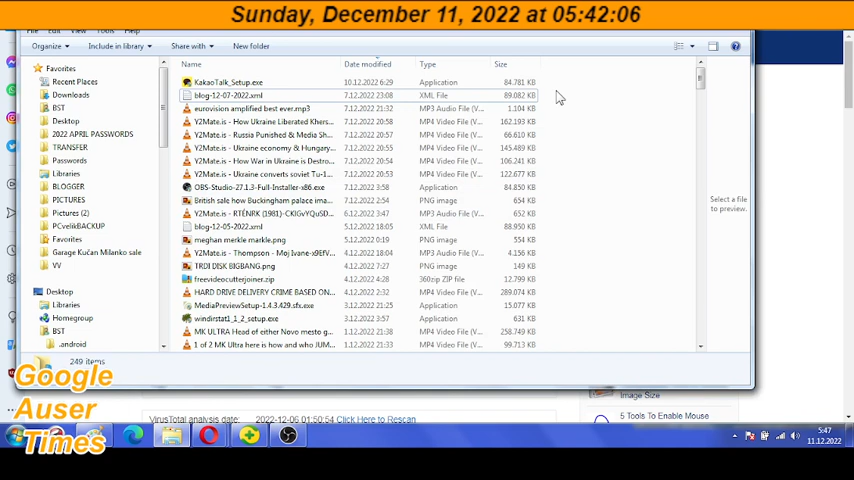 Sunday, December 11, 2022 at 05:42:06
File Edit View Tools Help
Organize Include in library Share with New folder
Name Date modified Type Size
KakaoTalk_Setup.exe 10.12.2022 6:29 Application 84.781 KB
blog-12-07-2022.xml 7.12.2022 23:08 XML File 89.082 KB
eurovision amplified best ever.mp3 7.12.2022 21:32 MP3 Audio File (V... 1.104 KB
Y2Mate.is - How Ukraine Liberated Khers... 7.12.2022 20:58 MP4 Video File (V... 162.193 KB
Y2Mate.is - Russia Punished & Media Sh... 7.12.2022 20:58 MP4 Video File (V... 66.610 KB
Y2Mate.is - Ukraine economy & Hungary... 7.12.2022 20:57 MP4 Video File (V... 145.489 KB
Y2Mate.is - How War in Ukraine is Destro... 7.12.2022 20:54 MP4 Video File (V... 106.241 KB
Y2Mate.is - Ukraine converts soviet Tu-1... 7.12.2022 20:53 MP4 Video File (V... 122.677 KB
OBS-Studio-27.1.3-Full-Installer-x86.exe 7.12.2022 3:58 Application 84.850 KB
British sale how Buckingham palace ima... 7.12.2022 2:54 PNG image 654 KB
Y2Mate.is - RTÉNRK (1981)-CKlGvYQuSD... 6.12.2022 3:47 MP3 Audio File (V... 652 KB
blog-12-05-2022.xml 5.12.2022 18:05 XML File 88.950 KB
meghan merkle markle.png 5.12.2022 0:19 PNG image 554 KB
Y2Mate.is - Thompson - Moj Ivane-x9EfV... 4.12.2022 18:04 MP3 Audio File (V... 4.156 KB
TRDI DISK BIGBANG.png 4.12.2022 7:27 PNG image 149 KB
freevideocutterjoiner.zip 4.12.2022 4:28 360zip ZIP file 12.799 KB
HARD DRIVE DELIVERY CRIME BASED ON... 4.12.2022 2:32 MP4 Video File (V... 289.074 KB
MediaPreviewSetup-1.4.3.429.sfx.exe 3.12.2022 21:25 Application 15.077 KB
windirstat1_1_2_setup.exe 3.12.2022 3:57 Application 631 KB
MK ULTRA Head of either Novo mesto g... 1.12.2022 21:38 MP4 Video File (V... 258.749 KB
1 of 2 MK Ultra here is how and who JUM... 1.12.2022 21:33 MP4 Video File (V... 99.713 KB
Favorites
Recent Places
Downloads
BST
Desktop
2022 APRIL PASSWORDS
TRANSFER
Passwords
Libraries
BLOGGER
PICTURES
Pictures (2)
PCvelikBACKUP
Favorites
Garage Kučan Milanko sale
VV
Desktop
Libraries
Homegroup
BST
.android
Select a file
to preview.
249 items
Image Size
5 Tools To Enable Mouse
VirusTotal analysis date: 2022-12-06 01:50:54 Click Here to Rescan
Google
Auser
Times
5:47
11.12.2022